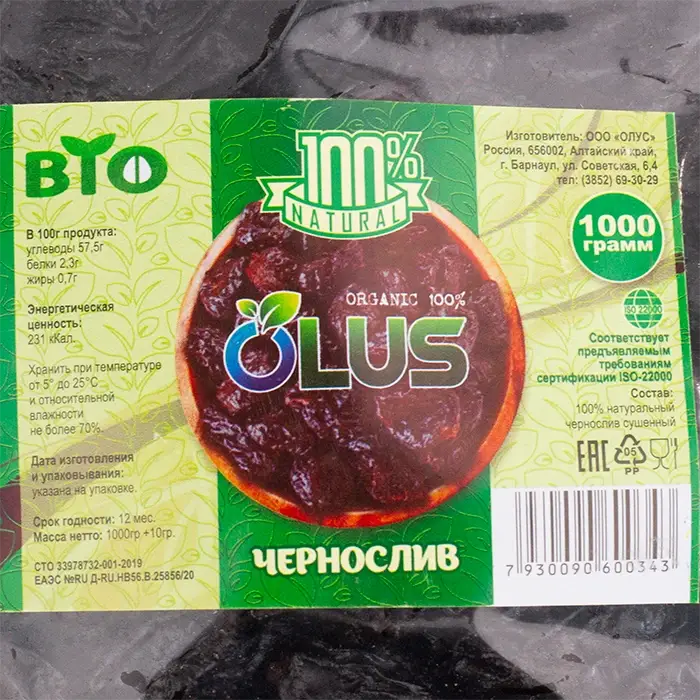 BIO
В 100г продукта:
углеводы 57,5г
белки 2,3г
жиры 0,7г
Энергетическая
ценность:
231 кКал.
Хранить при температуре
от 5° до 25°С
и относительной
влажности
не более 70%.
Дата изготовления
и упаковывания:
указана на упаковке.
Срок годности: 12 мес.
Масса нетто: 1000гр +10гр.
СТО 33978732-001-2019
ЕАЭС №RU Д-RU.НВ56.В.25856/20
100%
NATURAL
ORGANIC 100%
OLUS
ЧЕРНОСЛИВ
Изготовитель: ООО «ОЛУС»
Россия, 656002, Алтайский край,
г. Барнаул, ул. Советская, 6,4
тел: (3852) 69-30-29
1000
грамм
ISO 22000
Соответствует
предъявляемым
требованиям
сертификации ISO-22000
Состав:
100% натуральный
чернослив сушенный
EAC
05
PP
7 930090 600343